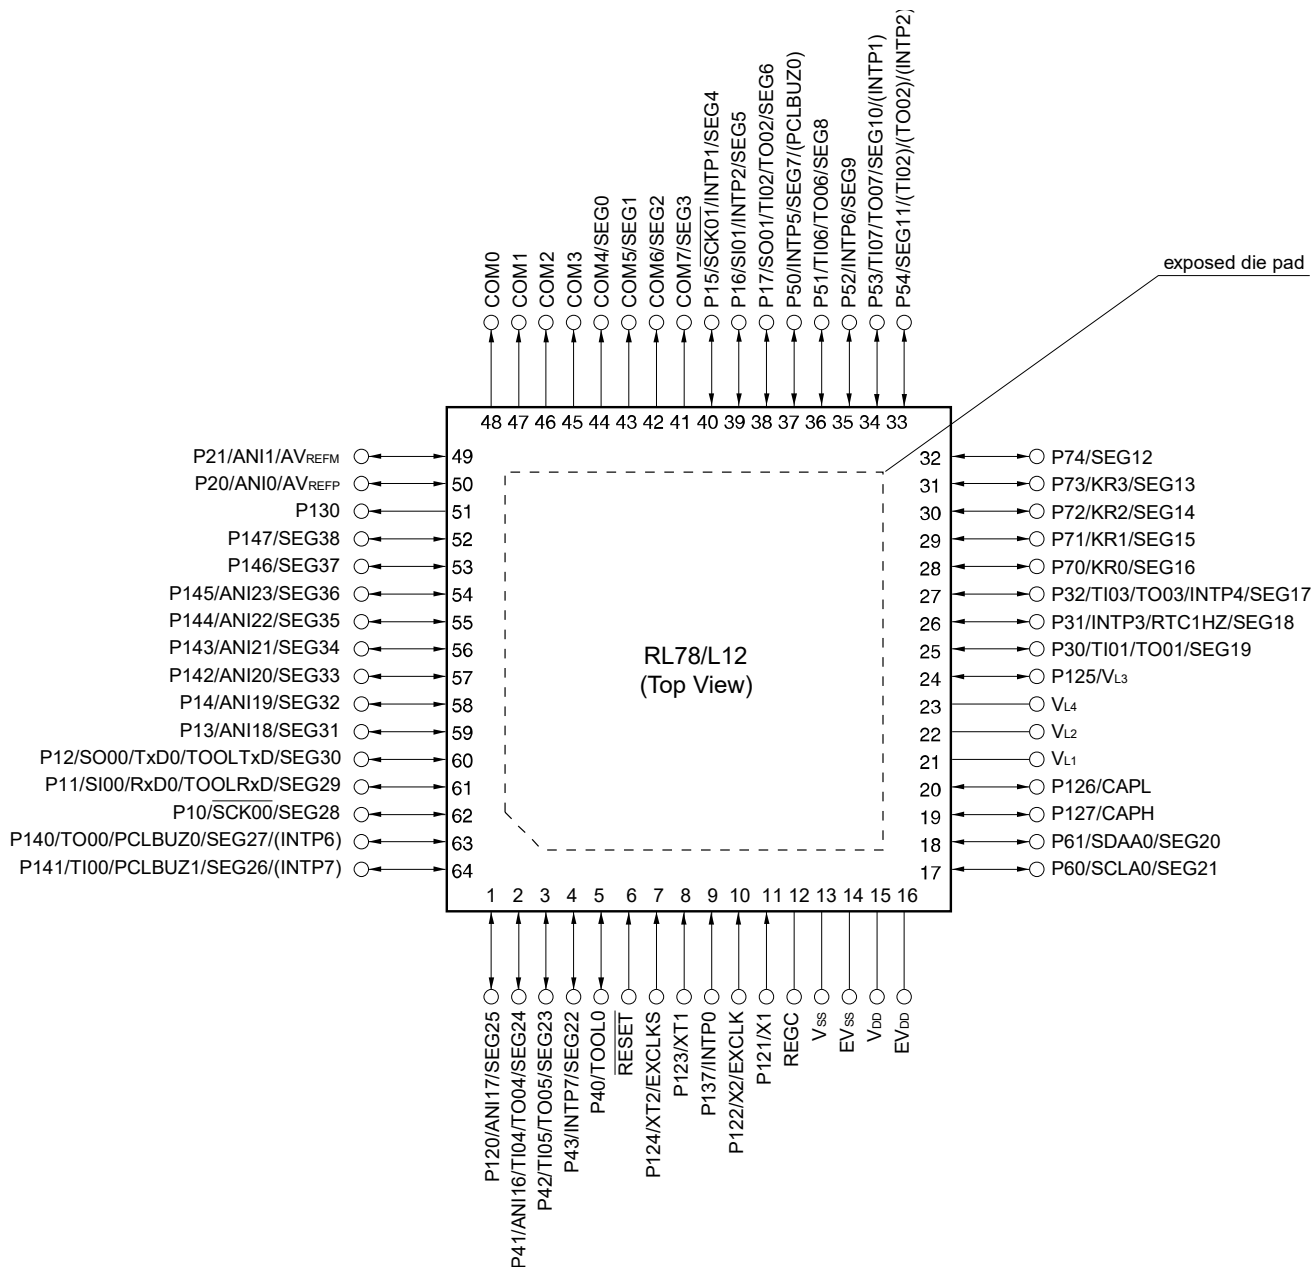 COM0
COM1
COM2
COM3
COM4/SEG0
COM5/SEG1
COM6/SEG2
COM7/SEG3
P15/SCK01/INTP1/SEG4
P16/SI01/INTP2/SEG5
P17/SO01/TI02/TO02/SEG6
P50/INTP5/SEG7/(PCLBUZ0)
P51/TI06/TO06/SEG8
P52/INTP6/SEG9
P53/TI07/TO07/SEG10/(INTP1)
P54/SEG11/(TI02)/(TO02)/(INTP2)
exposed die pad
48 47 46 45 44 43 42 41 40 39 38 37 36 35 34 33
P21/ANI1/AVREFM 49
P20/ANI0/AVREFP 50
P130 51
P147/SEG38 52
P146/SEG37 53
P145/ANI23/SEG36 54
P144/ANI22/SEG35 55
P143/ANI21/SEG34 56
P142/ANI20/SEG33 57
P14/ANI19/SEG32 58
P13/ANI18/SEG31 59
P12/SO00/TxD0/TOOLTxD/SEG30 60
P11/SI00/RxD0/TOOLRxD/SEG29 61
P10/SCK00/SEG28 62
P140/TO00/PCLBUZ0/SEG27/(INTP6) 63
P141/TI00/PCLBUZ1/SEG26/(INTP7) 64
RL78/L12
(Top View)
32 P74/SEG12
31 P73/KR3/SEG13
30 P72/KR2/SEG14
29 P71/KR1/SEG15
28 P70/KR0/SEG16
27 P32/TI03/TO03/INTP4/SEG17
26 P31/INTP3/RTC1HZ/SEG18
25 P30/TI01/TO01/SEG19
24 P125/VL3
23 VL4
22 VL2
21 VL1
20 P126/CAPL
19 P127/CAPH
18 P61/SDAA0/SEG20
17 P60/SCLA0/SEG21
1 2 3 4 5 6 7 8 9 10 11 12 13 14 15 16
P120/ANI17/SEG25
P41/ANI16/TI04/TO04/SEG24
P42/TI05/TO05/SEG23
P43/INTP7/SEG22
P40/TOOL0
RESET
P124/XT2/EXCLKS
P123/XT1
P137/INTP0
P122/X2/EXCLK
P121/X1
REGC
VSS
EVSS
VDD
EVDD